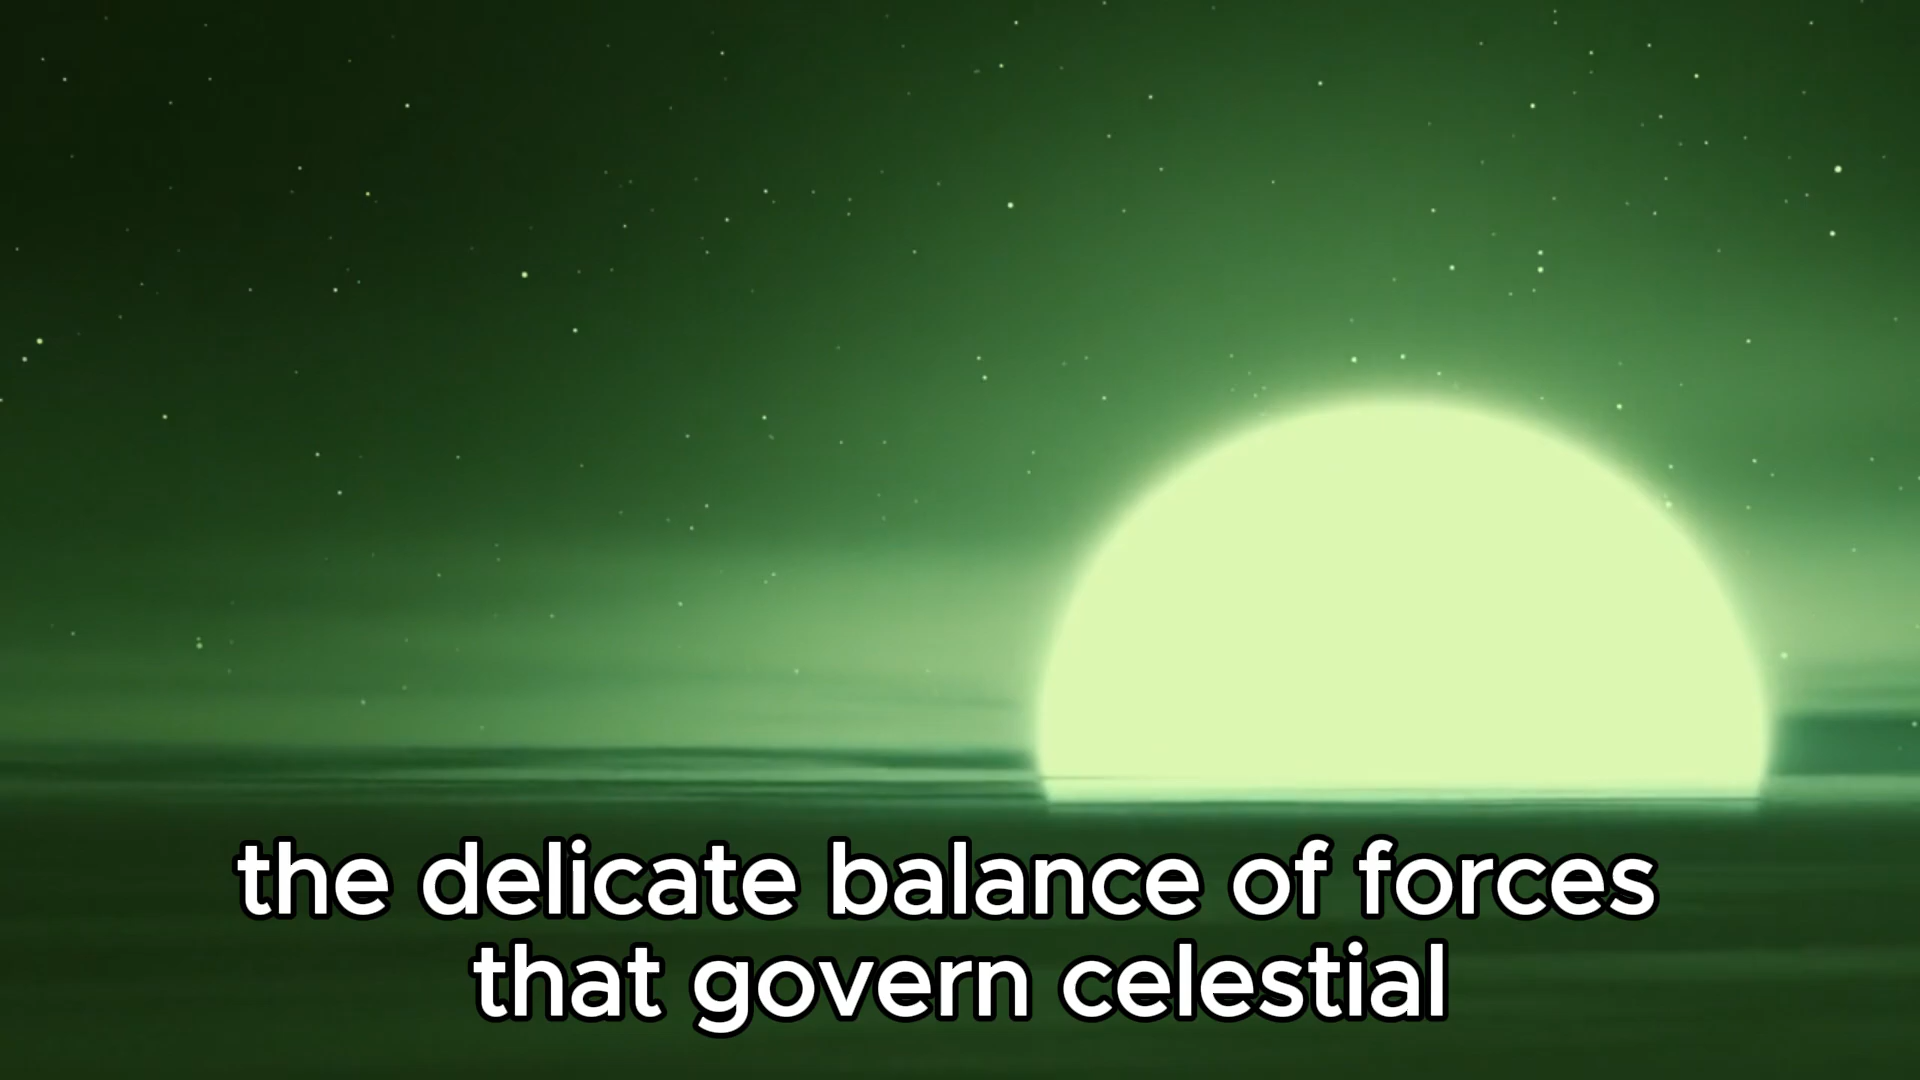 the delicate balance of forces
that govern celestial